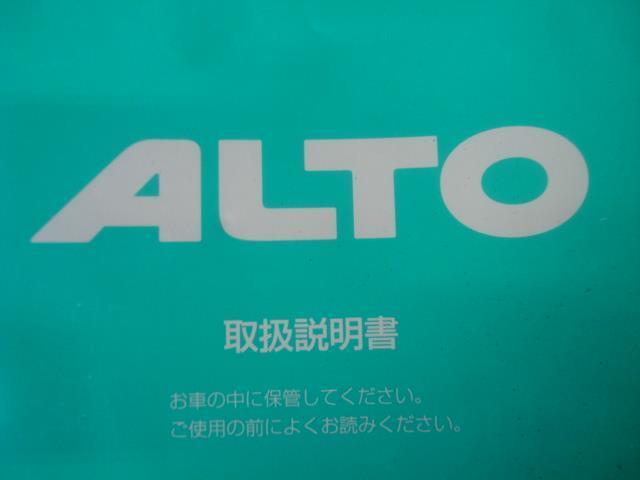 ALTO
取扱説明書
お車の中に保管してください。
ご使用の前によくお読みください。